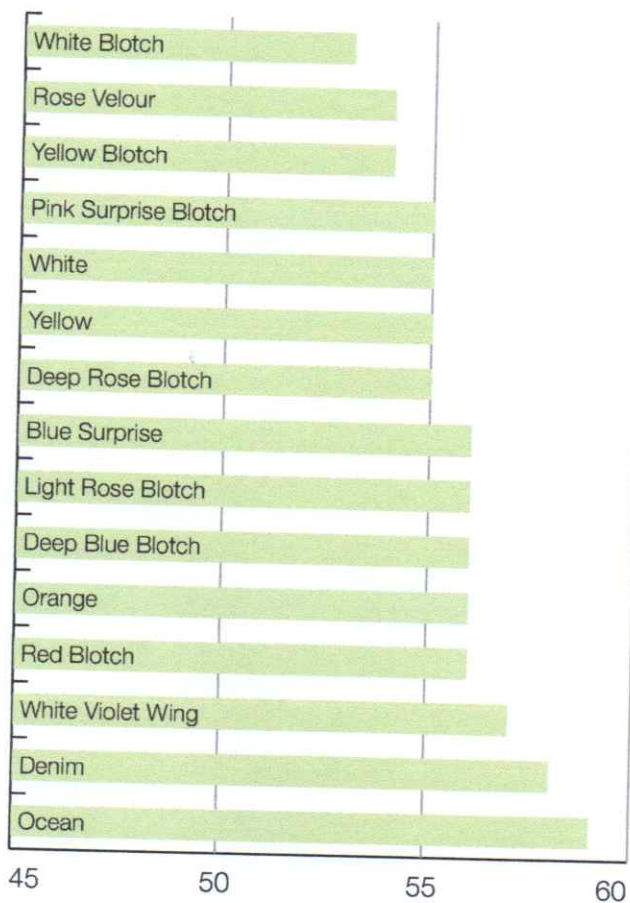 White Blotch
Rose Velour
Yellow Blotch
Pink Surprise Blotch
White
Yellow
Deep Rose Blotch
Blue Surprise
Light Rose Blotch
Deep Blue Blotch
Orange
Red Blotch
White Violet Wing
Denim
Ocean
45 50 55 60